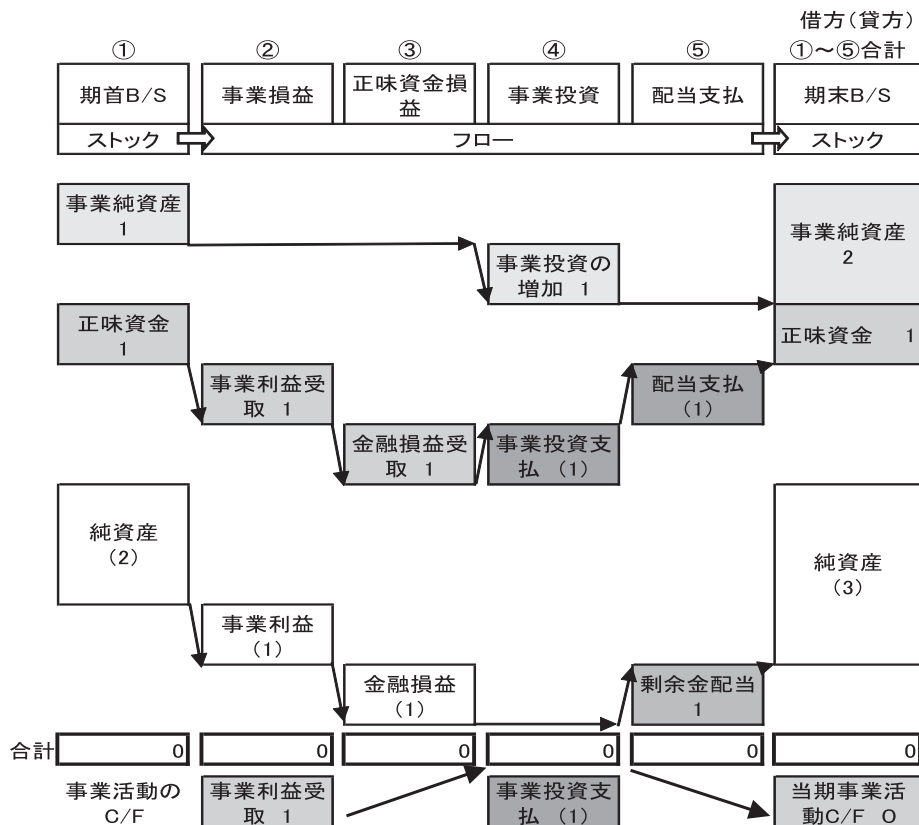 借方(貸方)
① ② ③ ④ ⑤ ①～⑤合計
期首B/S 事業損益 正味資金損 事業投資 配当支払 期末B/S
益
ストック フロー ストック
事業純資産
1
事業純資産
2
事業投資の
増加 1
正味資金
1
正味資金 1
事業利益受
取 1
配当支払
(1)
金融損益受
取 1
事業投資支
払 (1)
純資産
(2)
純資産
(3)
事業利益
(1)
金融損益
(1)
剰余金配当
1
合計 0 0 0 0 0 0
事業活動の
C/F
事業利益受
取 1
事業投資支
払 (1)
当期事業活
動C/F 0